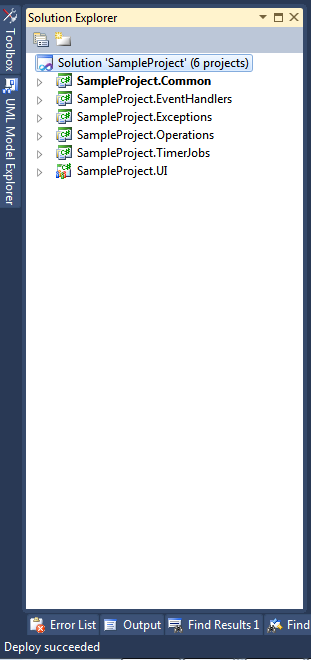 Solution Explorer
Toolbox
UML Model Explorer
Solution 'SampleProject' (6 projects)
SampleProject.Common
SampleProject.EventHandlers
SampleProject.Exceptions
SampleProject.Operations
SampleProject.TimerJobs
SampleProject.UI
Error List Output Find Results 1 Find
Deploy succeeded